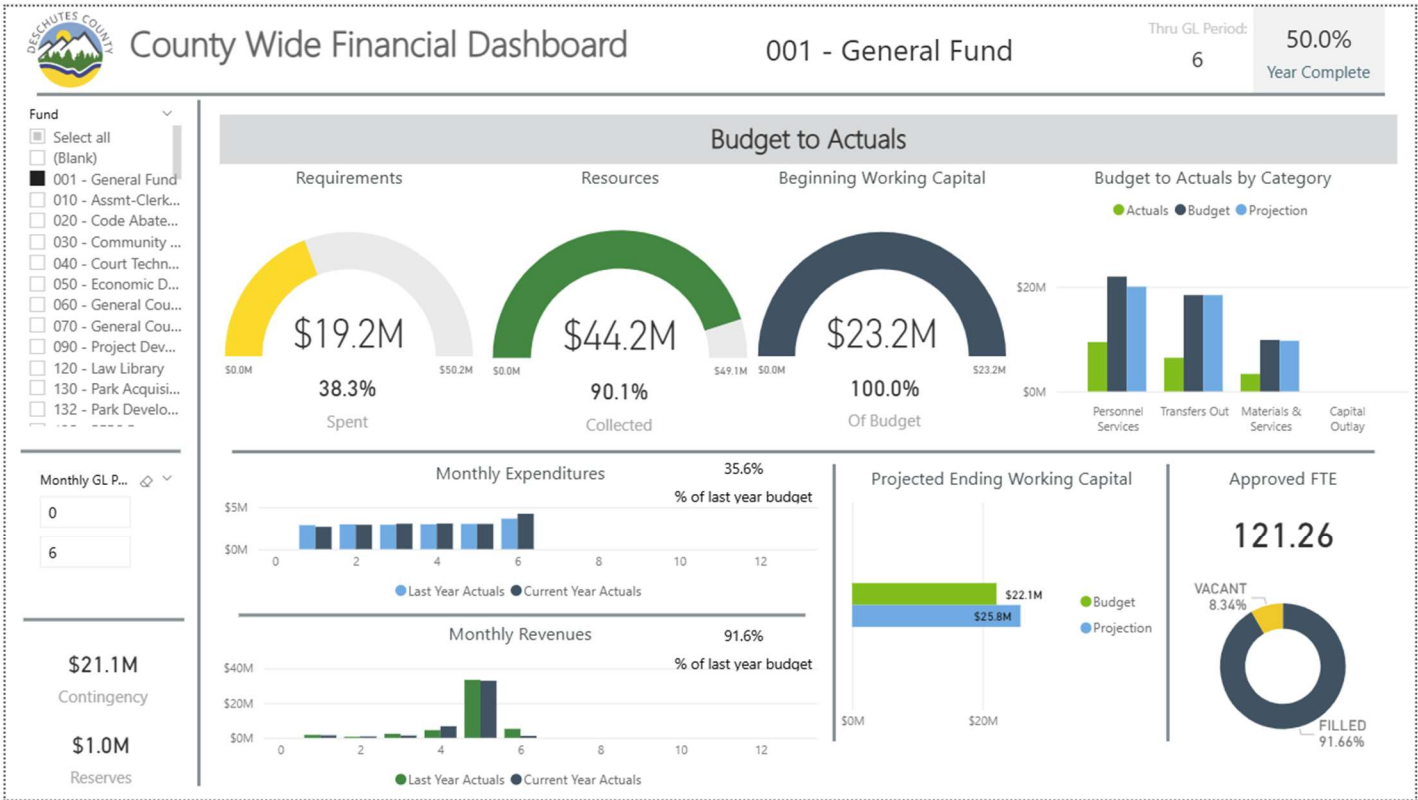 DESCHUTES COUNTY
County Wide Financial Dashboard
001 - General Fund
Thru GL Period:
6
50.0%
Year Complete
Fund
Select all
(Blank)
001 - General Fund
010 - Assmt-Clerk...
020 - Code Abate...
030 - Community ...
040 - Court Techn...
050 - Economic D...
060 - General Cou...
070 - General Cou...
090 - Project Dev...
120 - Law Library
130 - Park Acquisi...
132 - Park Develo...
Monthly GL P...
0
6
$21.1M
Contingency
$1.0M
Reserves
Budget to Actuals
Requirements
$19.2M
$0.0M
$50.2M
38.3%
Spent
Resources
$44.2M
$0.0M
$49.1M
90.1%
Collected
Beginning Working Capital
$23.2M
$0.0M
$23.2M
100.0%
Of Budget
Budget to Actuals by Category
Actuals Budget Projection
$20M
$0M
Personnel
Services
Transfers Out
Materials &
Services
Capital
Outlay
Monthly Expenditures
35.6%
% of last year budget
$5M
$0M
0 2 4 6 8 10 12
Last Year Actuals Current Year Actuals
Monthly Revenues
91.6%
% of last year budget
$40M
$20M
$0M
0 2 4 6 8 10 12
Last Year Actuals Current Year Actuals
Projected Ending Working Capital
$22.1M
$25.8M
Budget
Projection
$0M $20M
Approved FTE
121.26
VACANT
8.34%
FILLED
91.66%